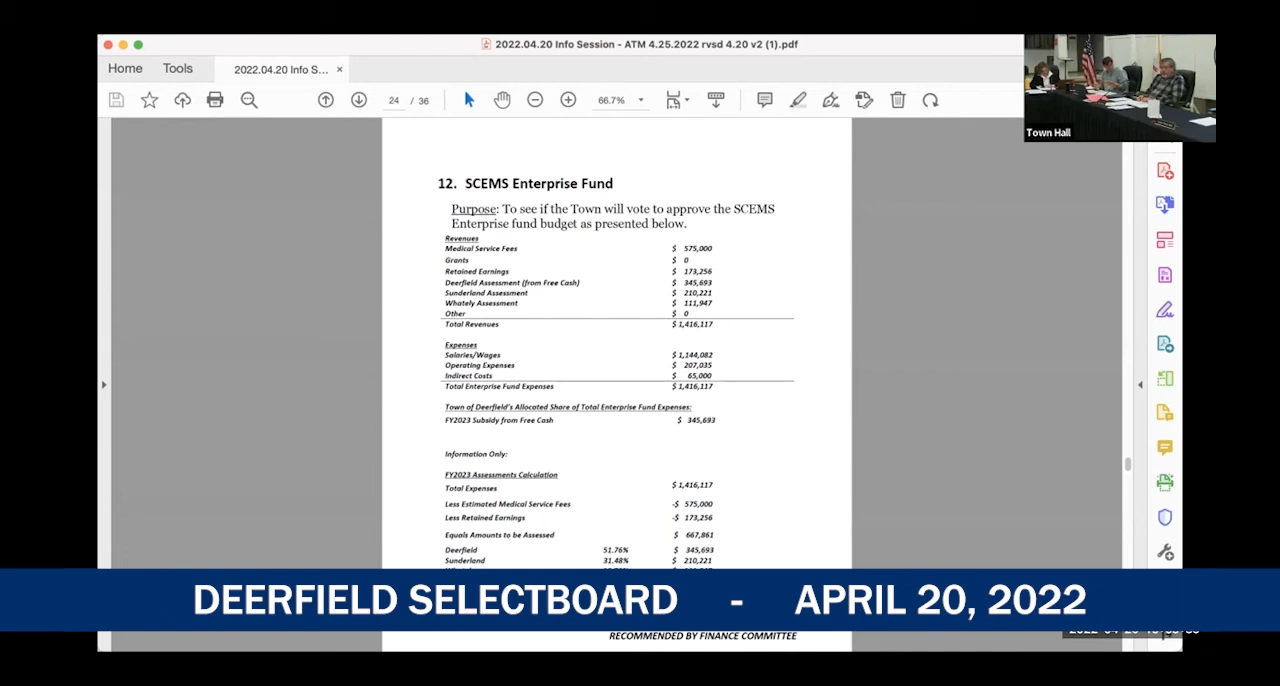 2022.04.20 Info Session - ATM 4.25.2022 rvsd 4.20 v2 (1).pdf
Home Tools 2022.04.20 Info S... ×
24 / 36 66.7%
Town Hall
12. SCEMS Enterprise Fund
Purpose: To see if the Town will vote to approve the SCEMS
Enterprise fund budget as presented below.
Revenues
Medical Service Fees $ 575,000
Grants $ 0
Retained Earnings $ 173,256
Deerfield Assessment (from Free Cash) $ 345,693
Sunderland Assessment $ 210,221
Whately Assessment $ 111,947
Other $ 0
Total Revenues $ 1,416,117
Expenses
Salaries/Wages $ 1,144,082
Operating Expenses $ 207,035
Indirect Costs $ 65,000
Total Enterprise Fund Expenses $ 1,416,117
Town of Deerfield's Allocated Share of Total Enterprise Fund Expenses:
FY2023 Subsidy from Free Cash $ 345,693
Information Only:
FY2023 Assessments Calculation
Total Expenses $ 1,416,117
Less Estimated Medical Service Fees -$ 575,000
Less Retained Earnings -$ 173,256
Equals Amounts to be Assessed $ 667,861
Deerfield 51.76% $ 345,693
Sunderland 31.48% $ 210,221
DEERFIELD SELECTBOARD - APRIL 20, 2022
RECOMMENDED BY FINANCE COMMITTEE